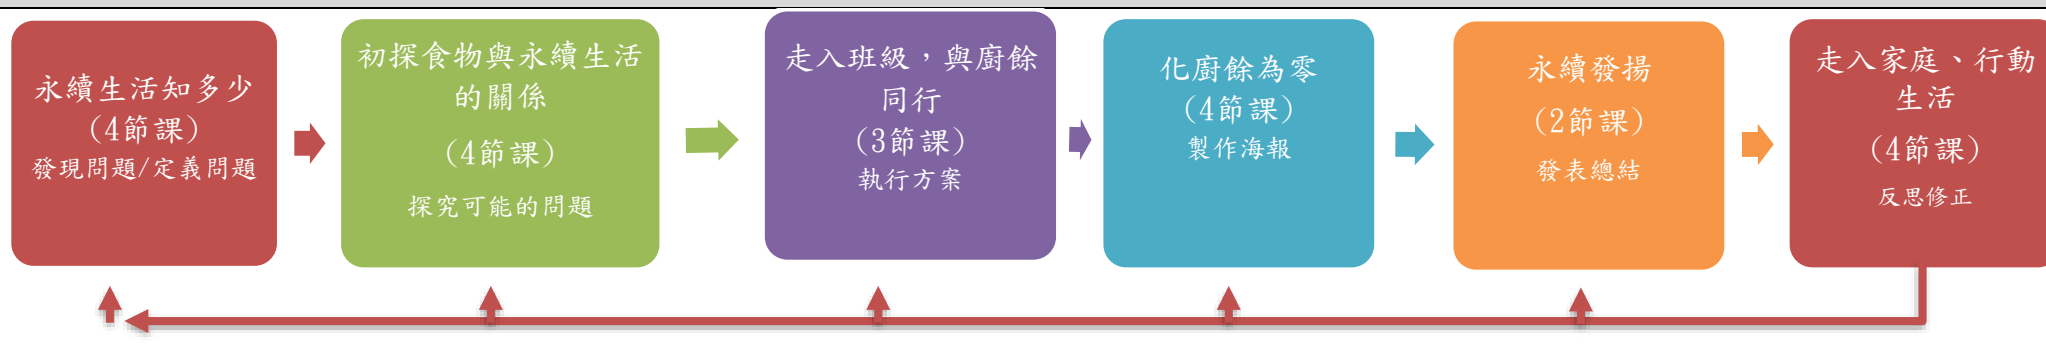 永續生活知多少
(4節課)
發現問題/定義問題
初探食物與永續生活
的關係
(4節課)
探究可能的問題
走入班級，與廚餘
同行
(3節課)
執行方案
化廚餘為零
(4節課)
製作海報
永續發揚
(2節課)
發表總結
走入家庭、行動
生活
(4節課)
反思修正